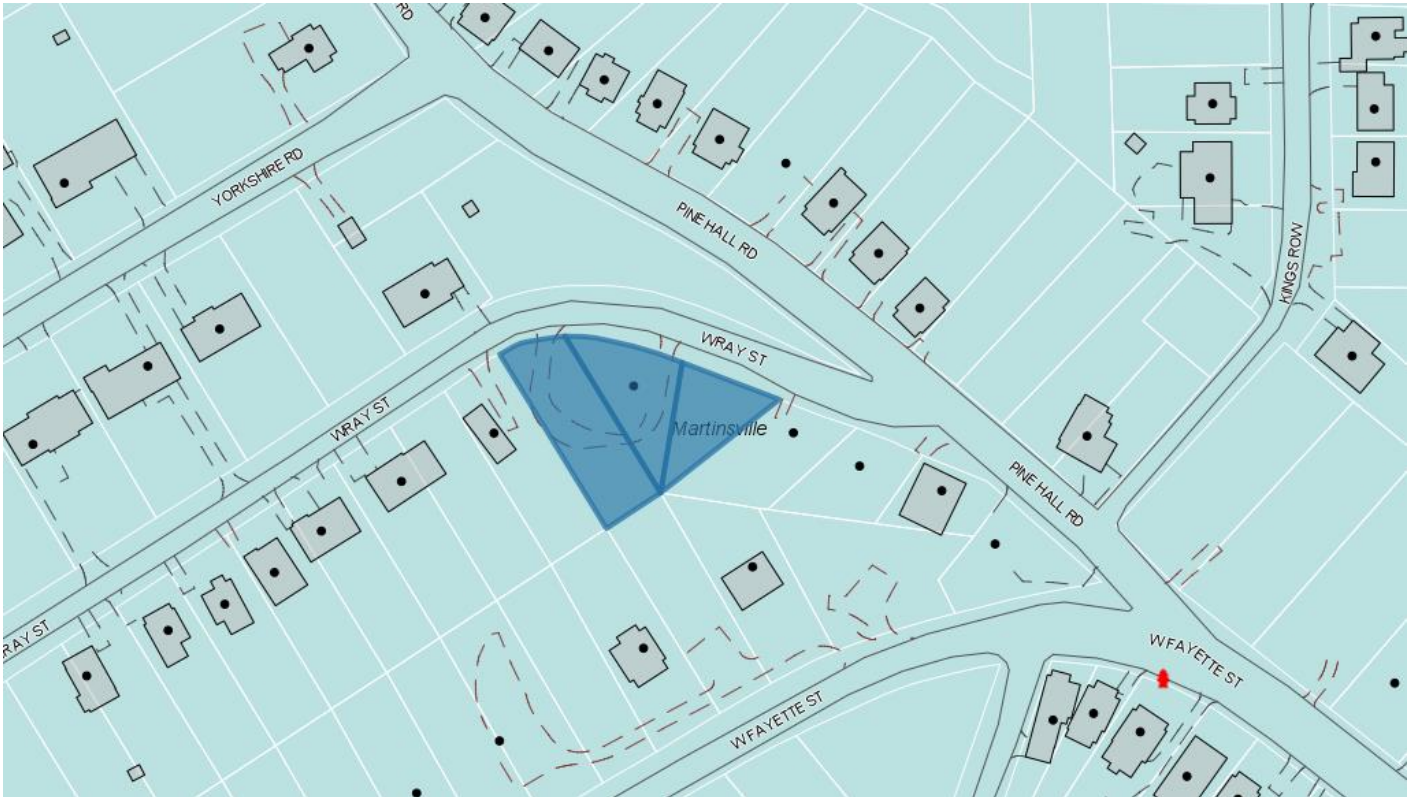 RD
YORKSHIRE RD
PINE HALL RD
KINGS ROW
WRAY ST
WRAY ST
Martinsville
PINE HALL RD
RAY ST
W FAYETTE ST
W FAYETTE ST